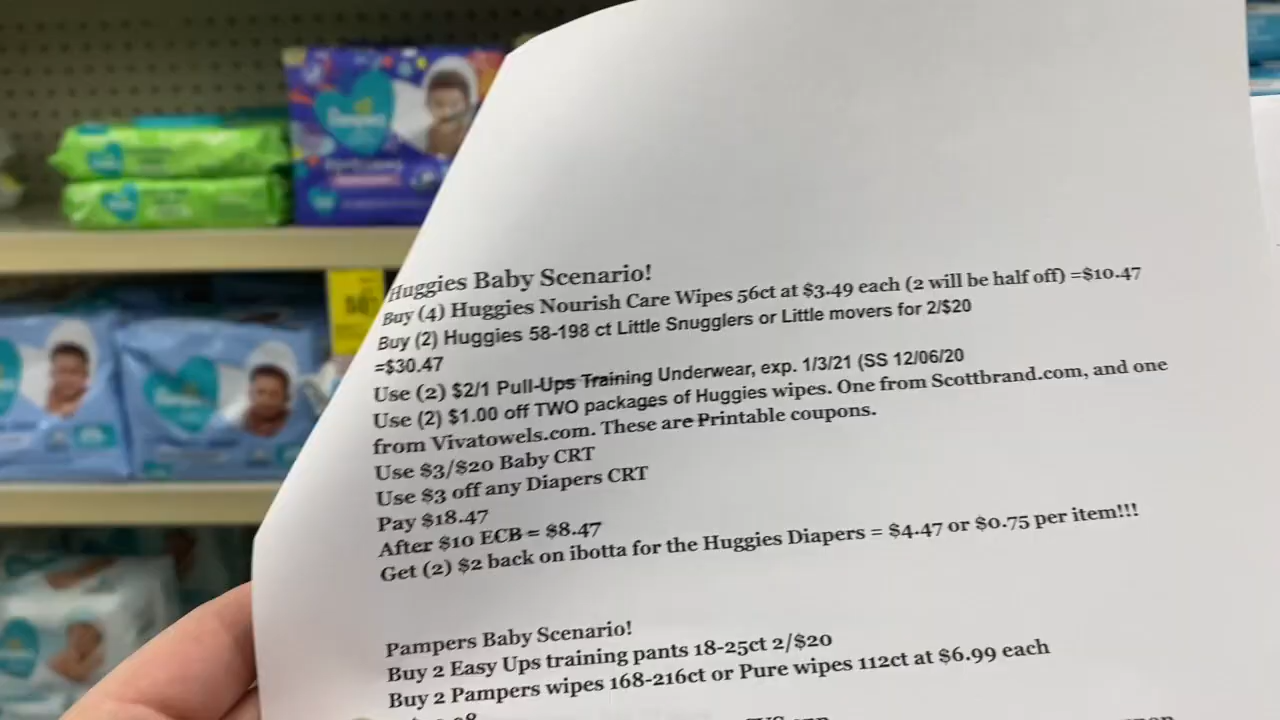 Huggies Baby Scenario!
Buy (4) Huggies Nourish Care Wipes 56ct at $3.49 each (2 will be half off) =$10.47
Buy (2) Huggies 58-198 ct Little Snugglers or Little movers for 2/$20
=$30.47
Use (2) $2/1 Pull-Ups Training Underwear, exp. 1/3/21 (SS 12/06/20
Use (2) $1.00 off TWO packages of Huggies wipes. One from Scottbrand.com, and one
from Vivatowels.com. These are Printable coupons.
Use $3/$20 Baby CRT
Use $3 off any Diapers CRT
Pay $18.47
After $10 ECB = $8.47
Get (2) $2 back on ibotta for the Huggies Diapers = $4.47 or $0.75 per item!!!
Pampers Baby Scenario!
Buy 2 Easy Ups training pants 18-25ct 2/$20
Buy 2 Pampers wipes 168-216ct or Pure wipes 112ct at $6.99 each
Pampers